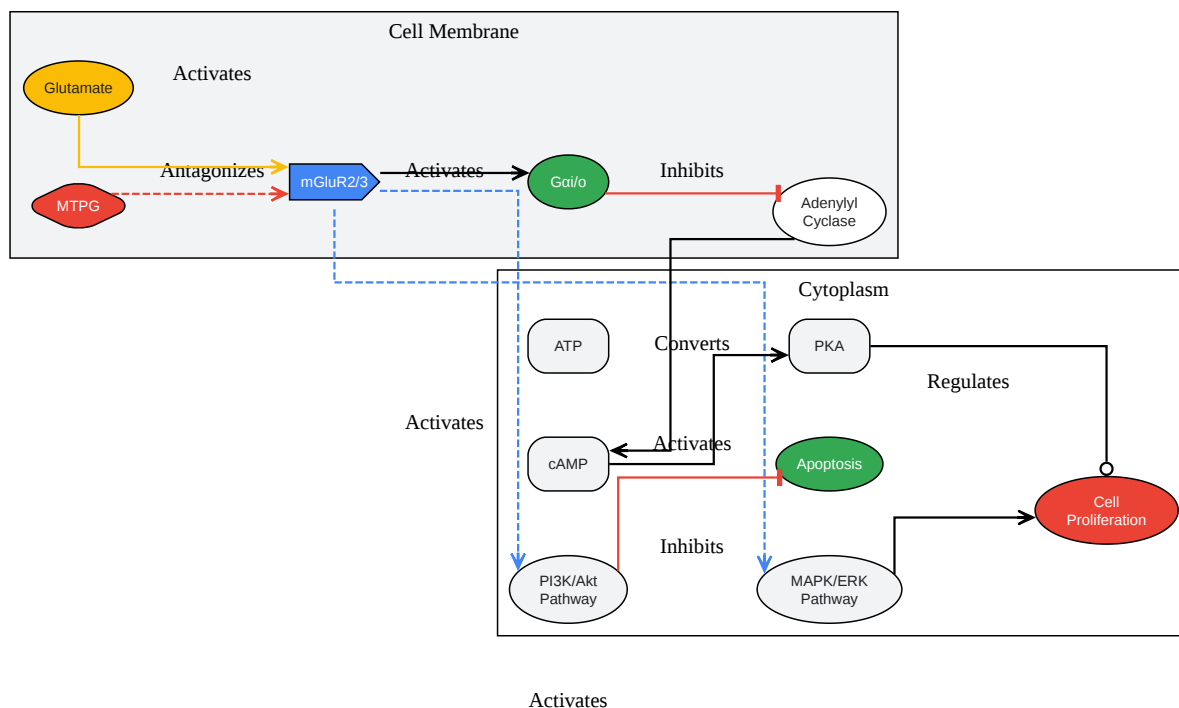 Cell Membrane
Activates
Glutamate
Antagonizes
Activates
Inhibits
mGluR2/3
Gαi/o
MTPG
Adenylyl
Cyclase
Cytoplasm
ATP
Converts
PKA
Regulates
Activates
Activates
cAMP
Apoptosis
Cell
Proliferation
Inhibits
PI3K/Akt
Pathway
MAPK/ERK
Pathway
Activates